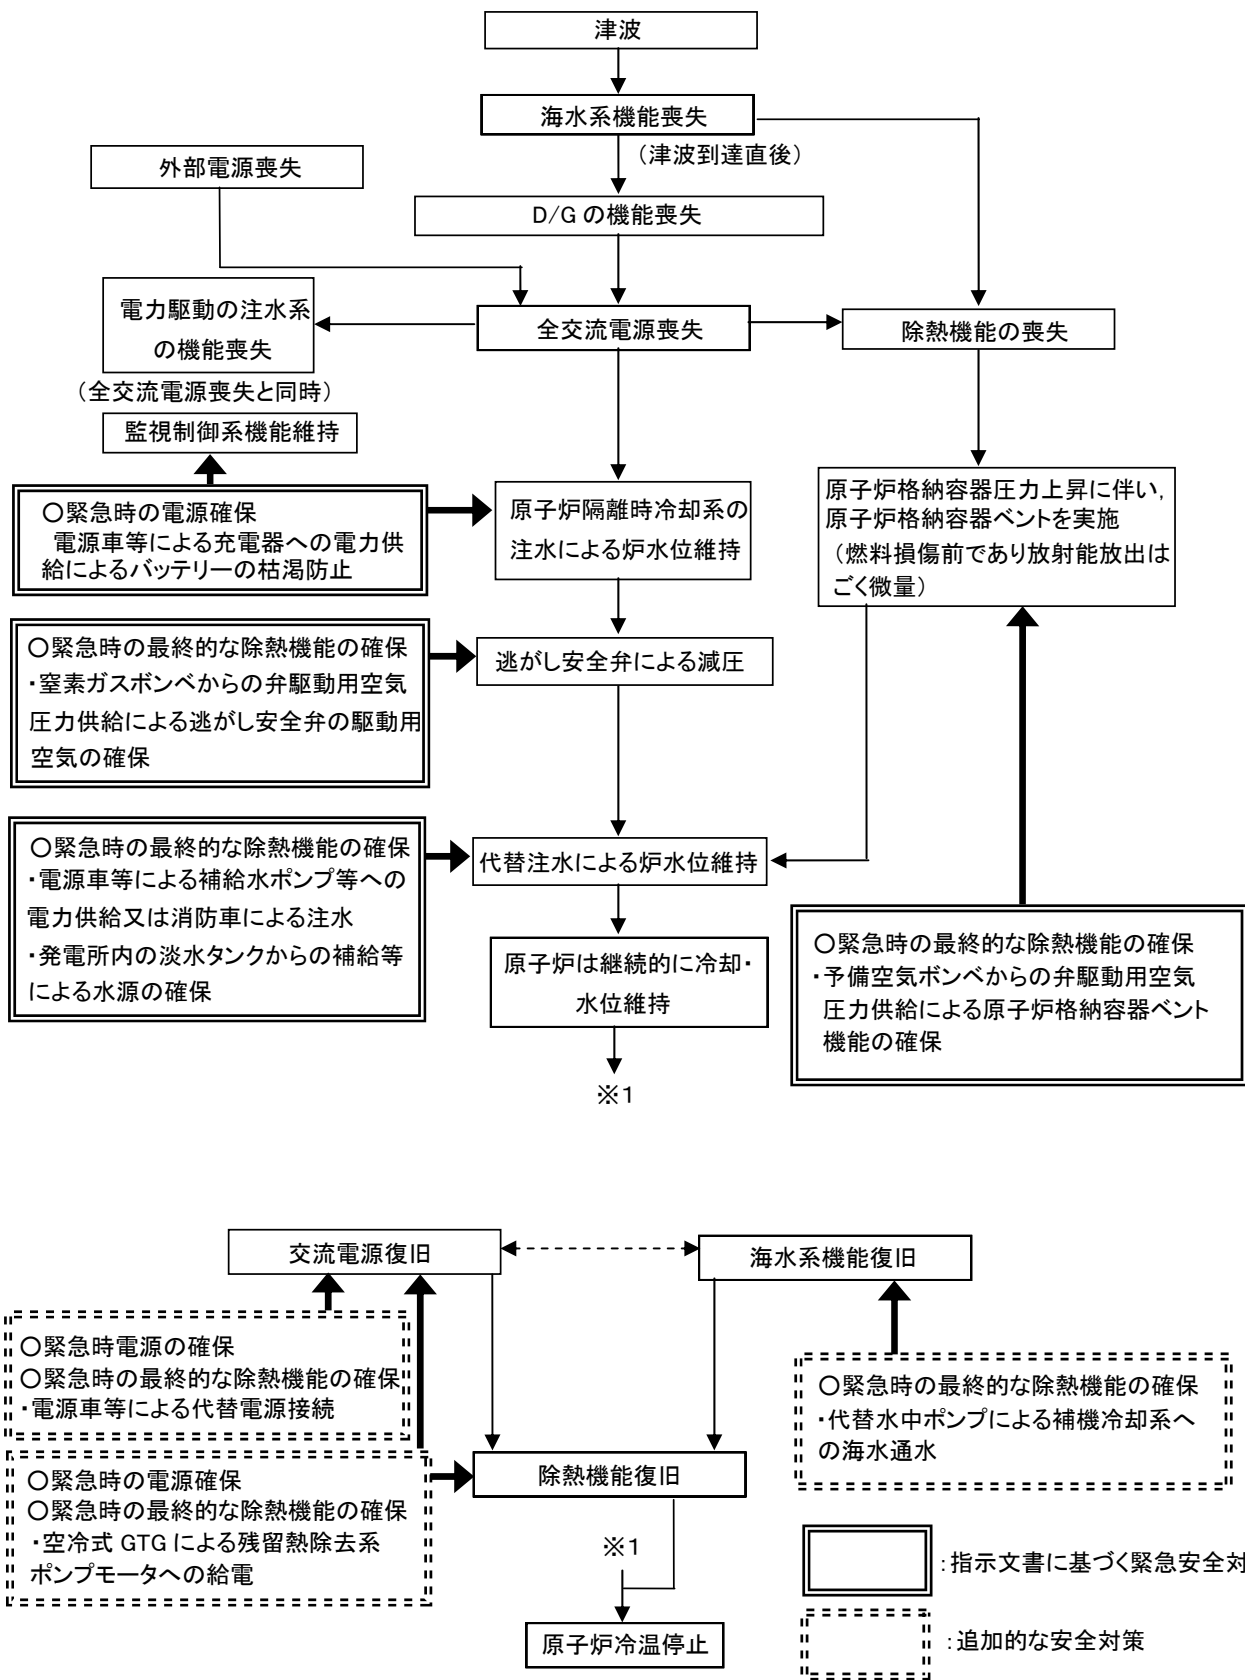 津波
海水系機能喪失
(津波到達直後)
外部電源喪失
D/G の機能喪失
電力駆動の注水系
の機能喪失
(全交流電源喪失と同時)
全交流電源喪失
除熱機能の喪失
監視制御系機能維持
○緊急時の電源確保
電源車等による充電器への電力供
給によるバッテリーの枯渇防止
原子炉隔離時冷却系の
注水による炉水位維持
原子炉格納容器圧力上昇に伴い,
原子炉格納容器ベントを実施
(燃料損傷前であり放射能放出は
ごく微量)
○緊急時の最終的な除熱機能の確保
・窒素ガスボンベからの弁駆動用空気
圧力供給による逃がし安全弁の駆動用
空気の確保
逃がし安全弁による減圧
○緊急時の最終的な除熱機能の確保
・電源車等による補給水ポンプ等への
電力供給又は消防車による注水
・発電所内の淡水タンクからの補給等
による水源の確保
代替注水による炉水位維持
原子炉は継続的に冷却・
水位維持
※1
○緊急時の最終的な除熱機能の確保
・予備空気ボンベからの弁駆動用空気
圧力供給による原子炉格納容器ベント
機能の確保
交流電源復旧
海水系機能復旧
○緊急時電源の確保
○緊急時の最終的な除熱機能の確保
・電源車等による代替電源接続
○緊急時の最終的な除熱機能の確保
・代替水中ポンプによる補機冷却系へ
の海水通水
○緊急時の電源確保
○緊急時の最終的な除熱機能の確保
・空冷式 GTG による残留熱除去系
ポンプモータへの給電
除熱機能復旧
※1
原子炉冷温停止
:指示文書に基づく緊急安全対
:追加的な安全対策